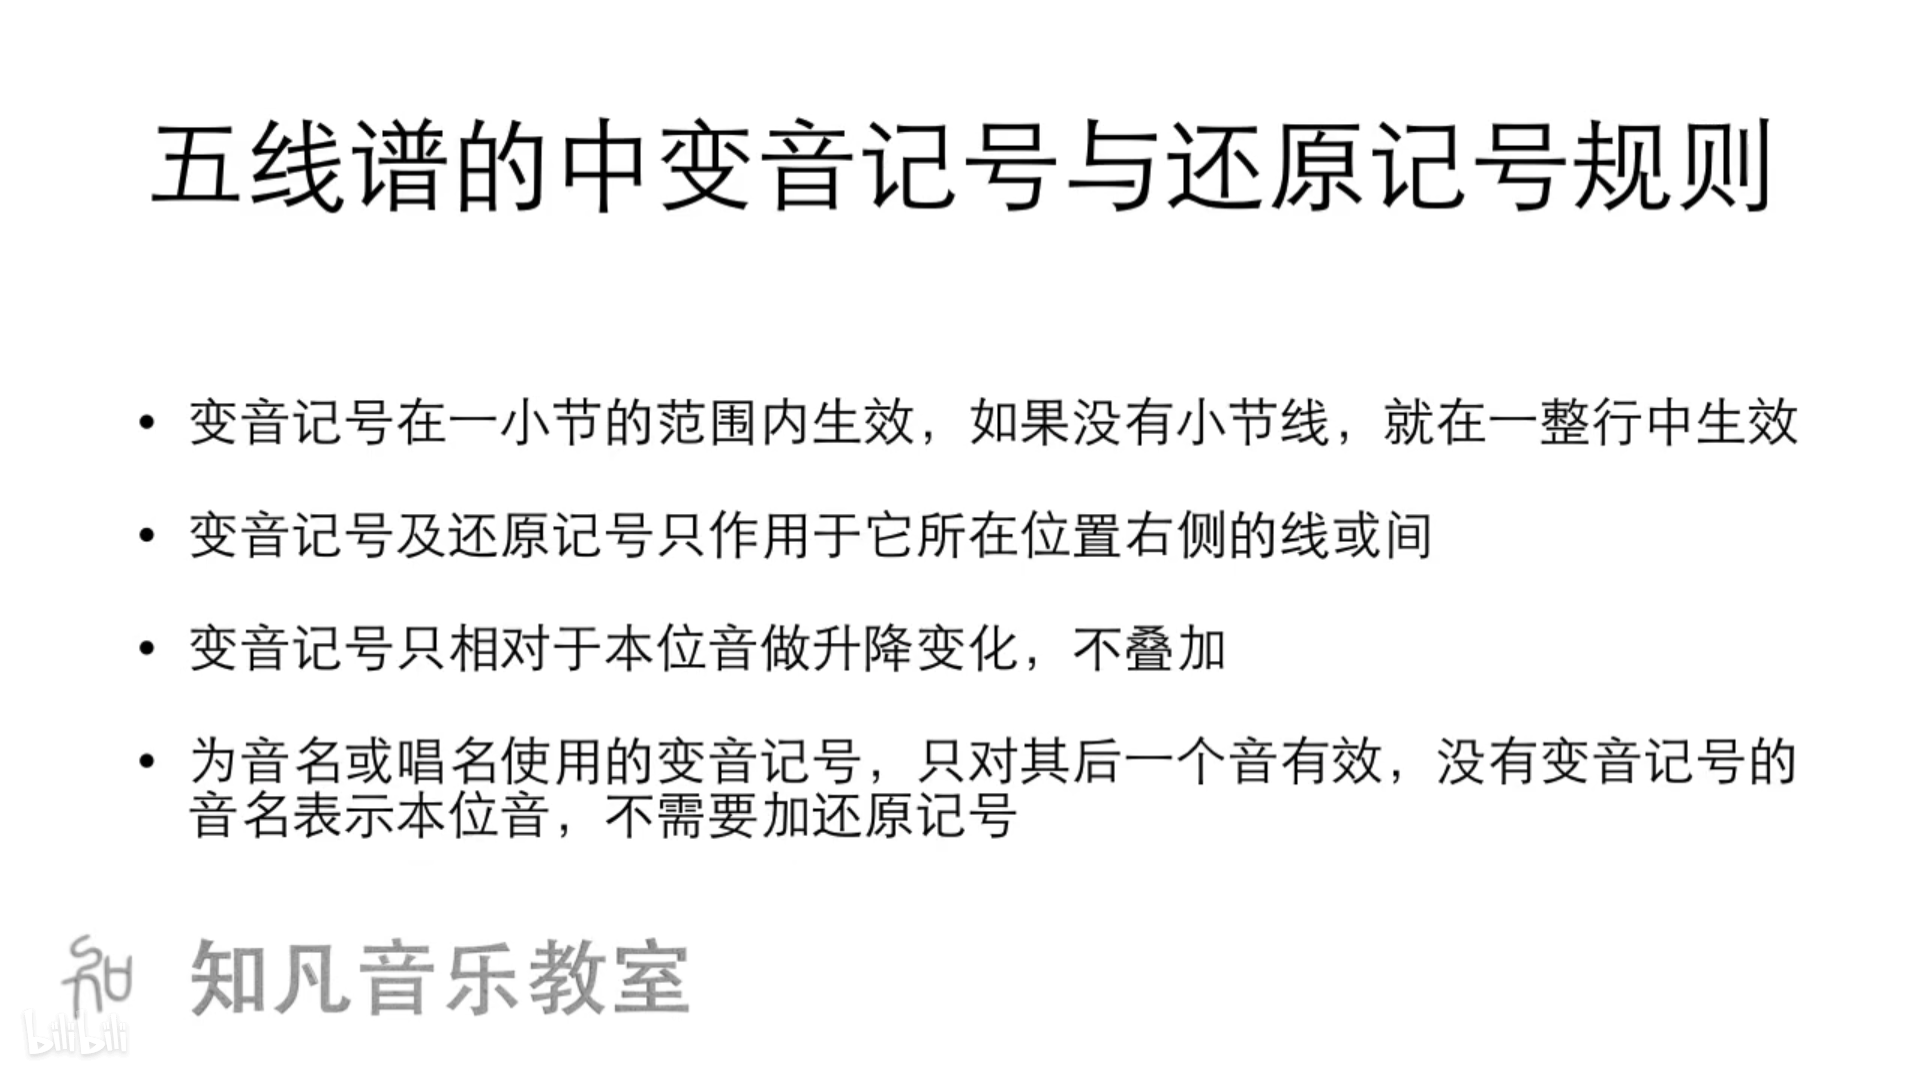 五线谱的中变音记号与还原记号规则
• 变音记号在一小节的范围内生效，如果没有小节线，就在一整行中生效
• 变音记号及还原记号只作用于它所在位置右侧的线或间
• 变音记号只相对于本位音做升降变化，不叠加
• 为音名或唱名使用的变音记号，只对其后一个音有效，没有变音记号的
音名表示本位音，不需要加还原记号
知凡音乐教室
bilibili